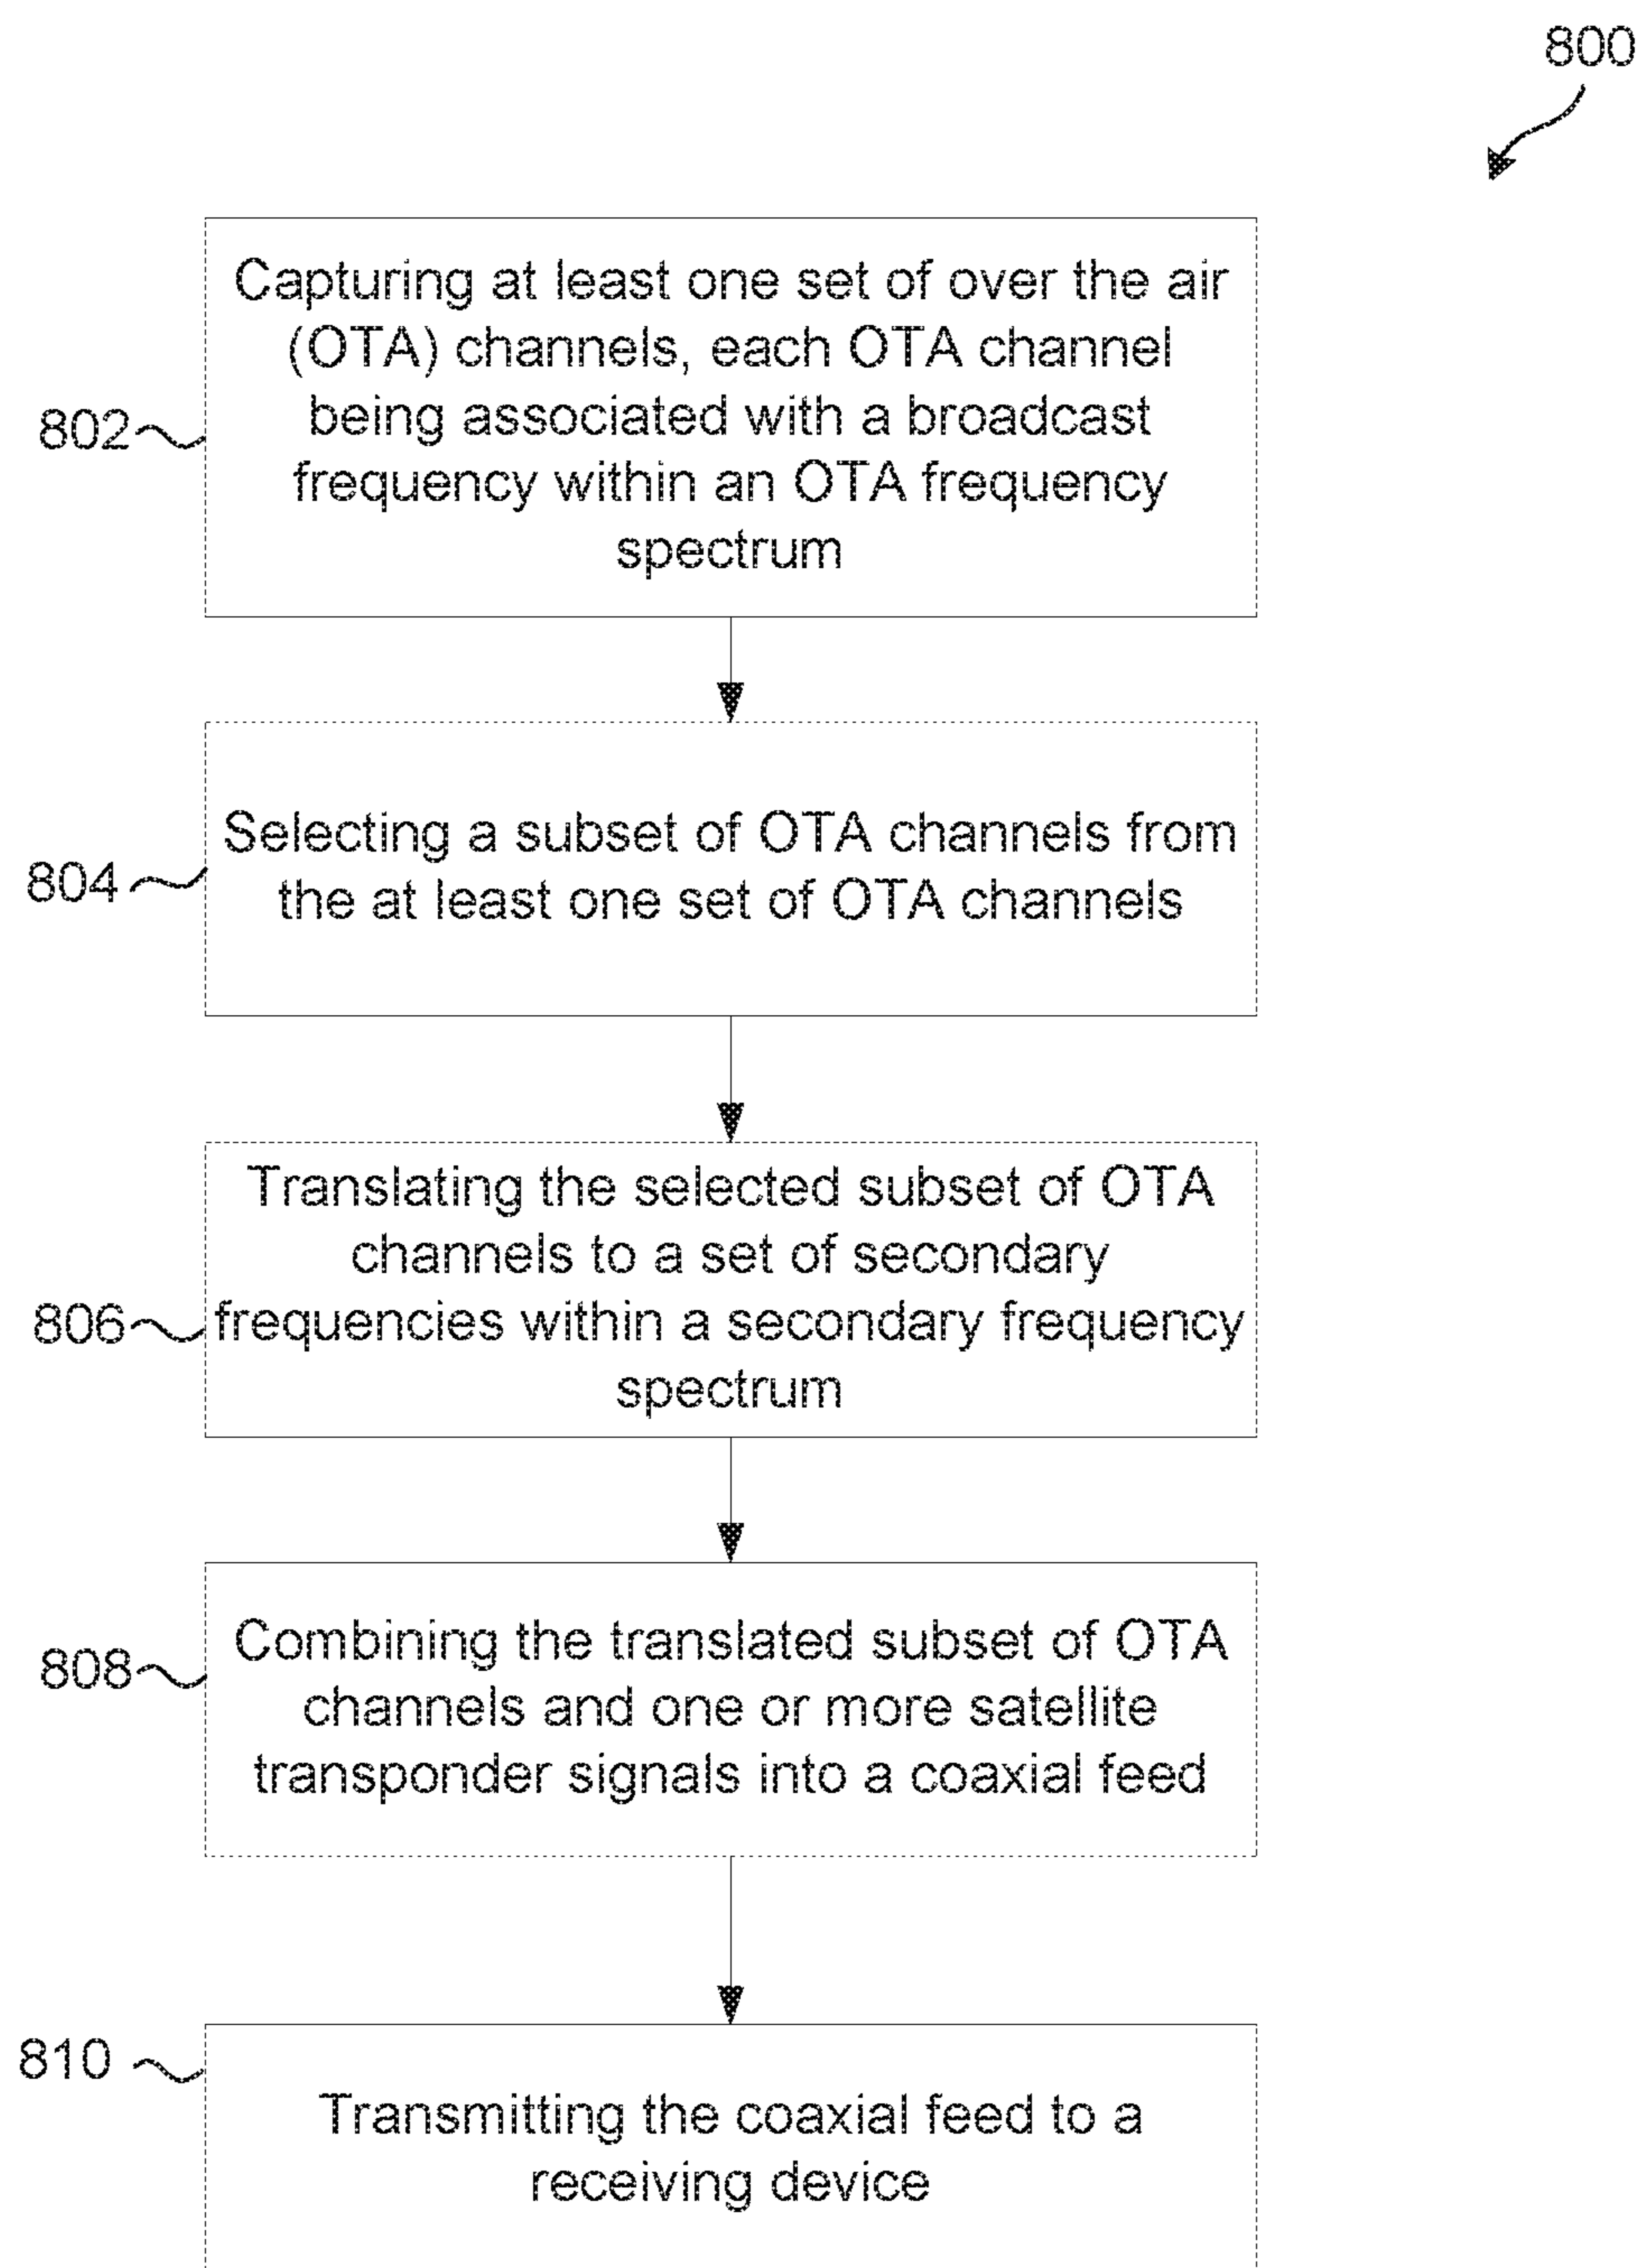 800
Capturing at least one set of over the air
(OTA) channels, each OTA channel
being associated with a broadcast
frequency within an OTA frequency
spectrum
802
Selecting a subset of OTA channels from
the at least one set of OTA channels
804
Translating the selected subset of OTA
channels to a set of secondary
frequencies within a secondary frequency
spectrum
806
Combining the translated subset of OTA
channels and one or more satellite
transponder signals into a coaxial feed
808
810
Transmitting the coaxial feed to a
receiving device